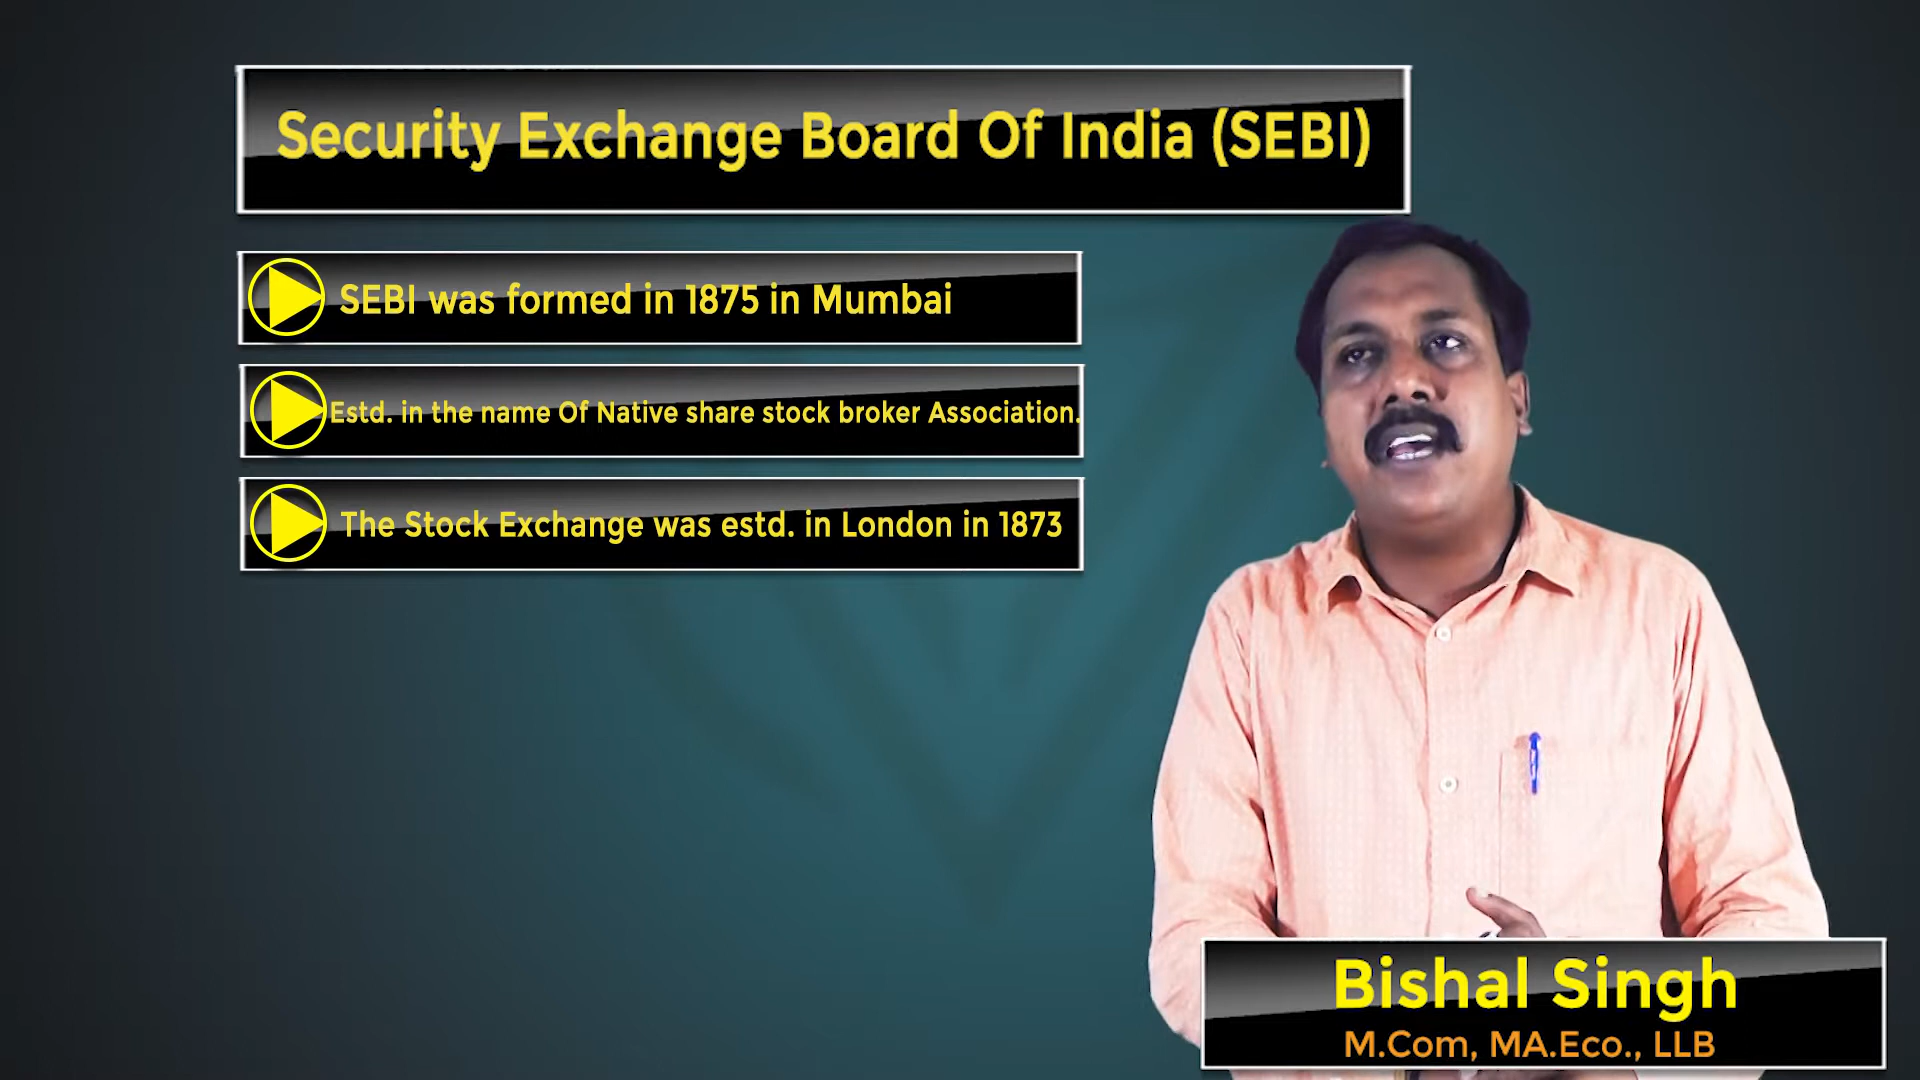 Security Exchange Board Of India (SEBI)
SEBI was formed in 1875 in Mumbai
Estd. in the name Of Native share stock broker Association.
The Stock Exchange was estd. in London in 1873
Bishal Singh
M.Com, MA.Eco., LLB